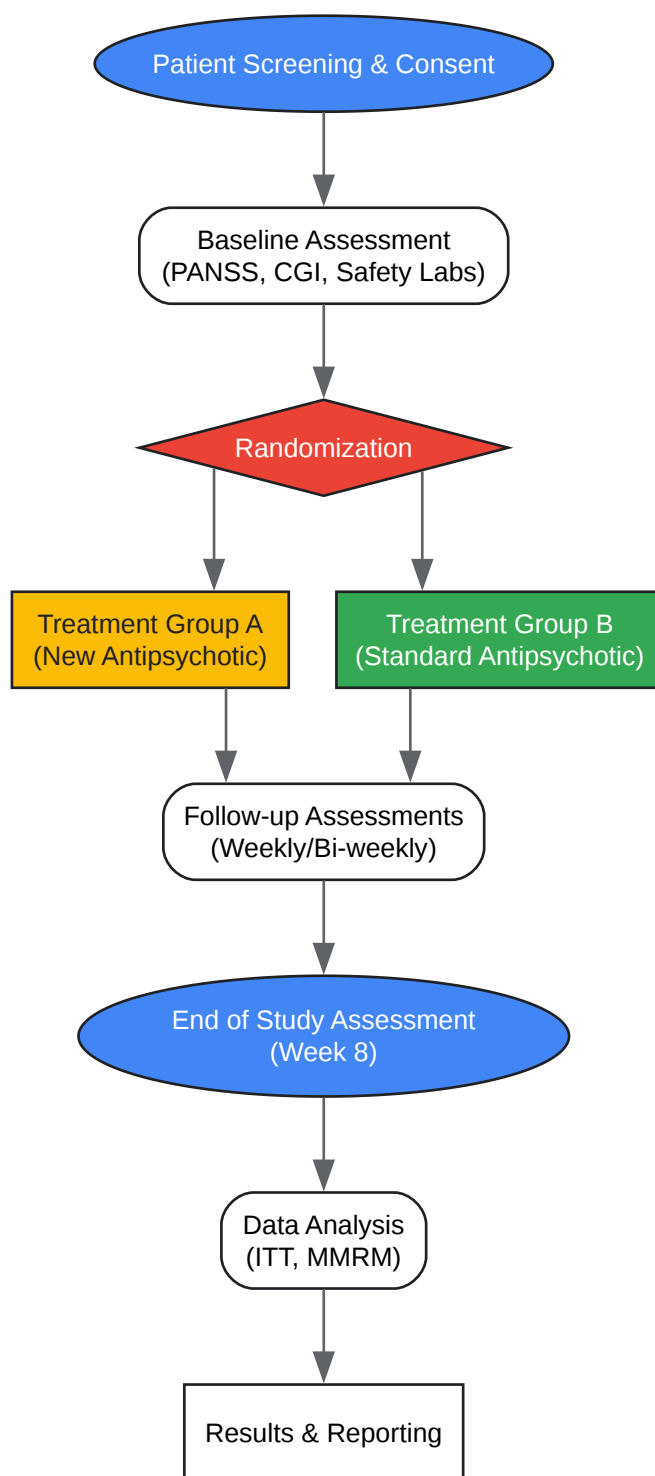 Patient Screening & Consent
Baseline Assessment
(PANSS, CGI, Safety Labs)
Randomization
Treatment Group A
(New Antipsychotic)
Treatment Group B
(Standard Antipsychotic)
Follow-up Assessments
(Weekly/Bi-weekly)
End of Study Assessment
(Week 8)
Data Analysis
(ITT, MMRM)
Results & Reporting